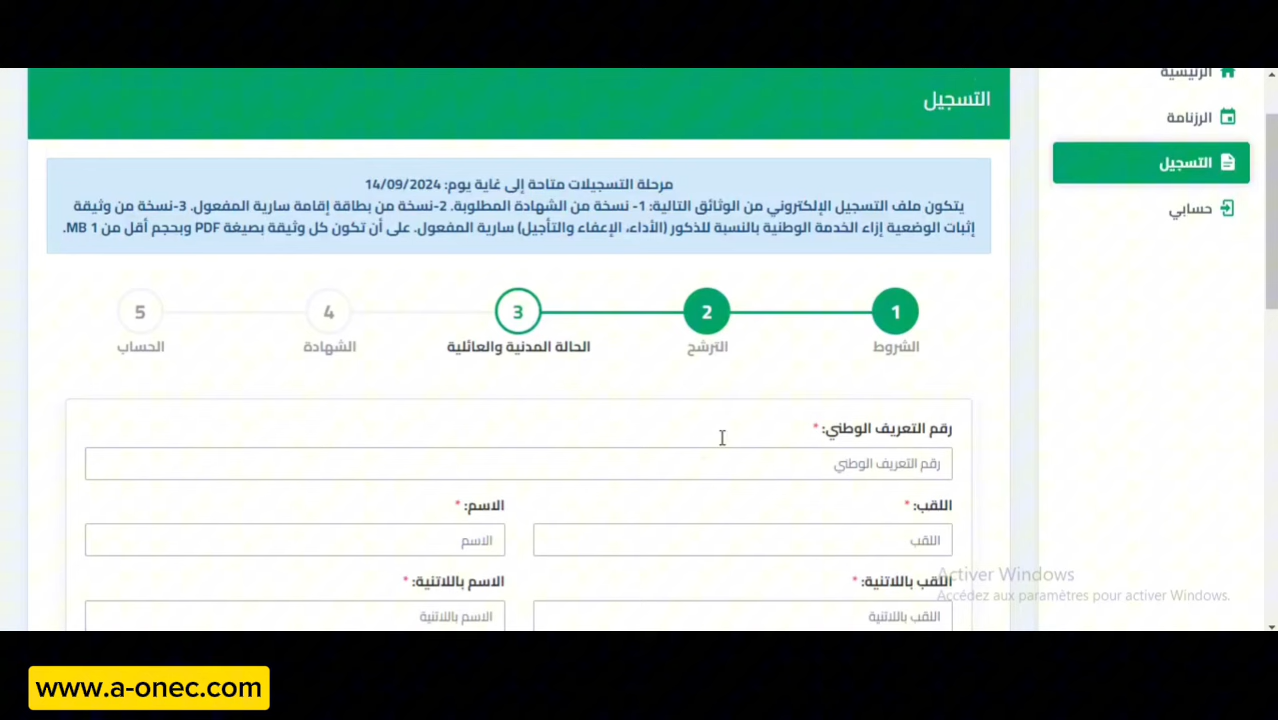 الرئيسية
الرزنامة
التسجيل
حسابي
التسجيل
مرحلة التسجيلات متاحة إلى غاية يوم: 14/09/2024
يتكون ملف التسجيل الإلكتروني من الوثائق التالية: 1- نسخة من الشهادة المطلوبة. 2-نسخة من بطاقة إقامة سارية المفعول. 3-نسخة من وثيقة
إثبات الوضعية إزاء الخدمة الوطنية بالنسبة للذكور (الأداء، الإعفاء والتأجيل) سارية المفعول. على أن تكون كل وثيقة بصيغة PDF وبحجم أقل من 1 MB.
1 2 3 4 5
الشروط الترشح الحالة المدنية والعائلية الشهادة الحساب
رقم التعريف الوطني: *
رقم التعريف الوطني
اللقب: * الاسم: *
اللقب الاسم
اللقب باللاتنية: * الاسم باللاتنية: *
اللقب باللاتنية الاسم باللاتنية
Activer Windows
Accédez aux paramètres pour activer Windows.
www.a-onec.com